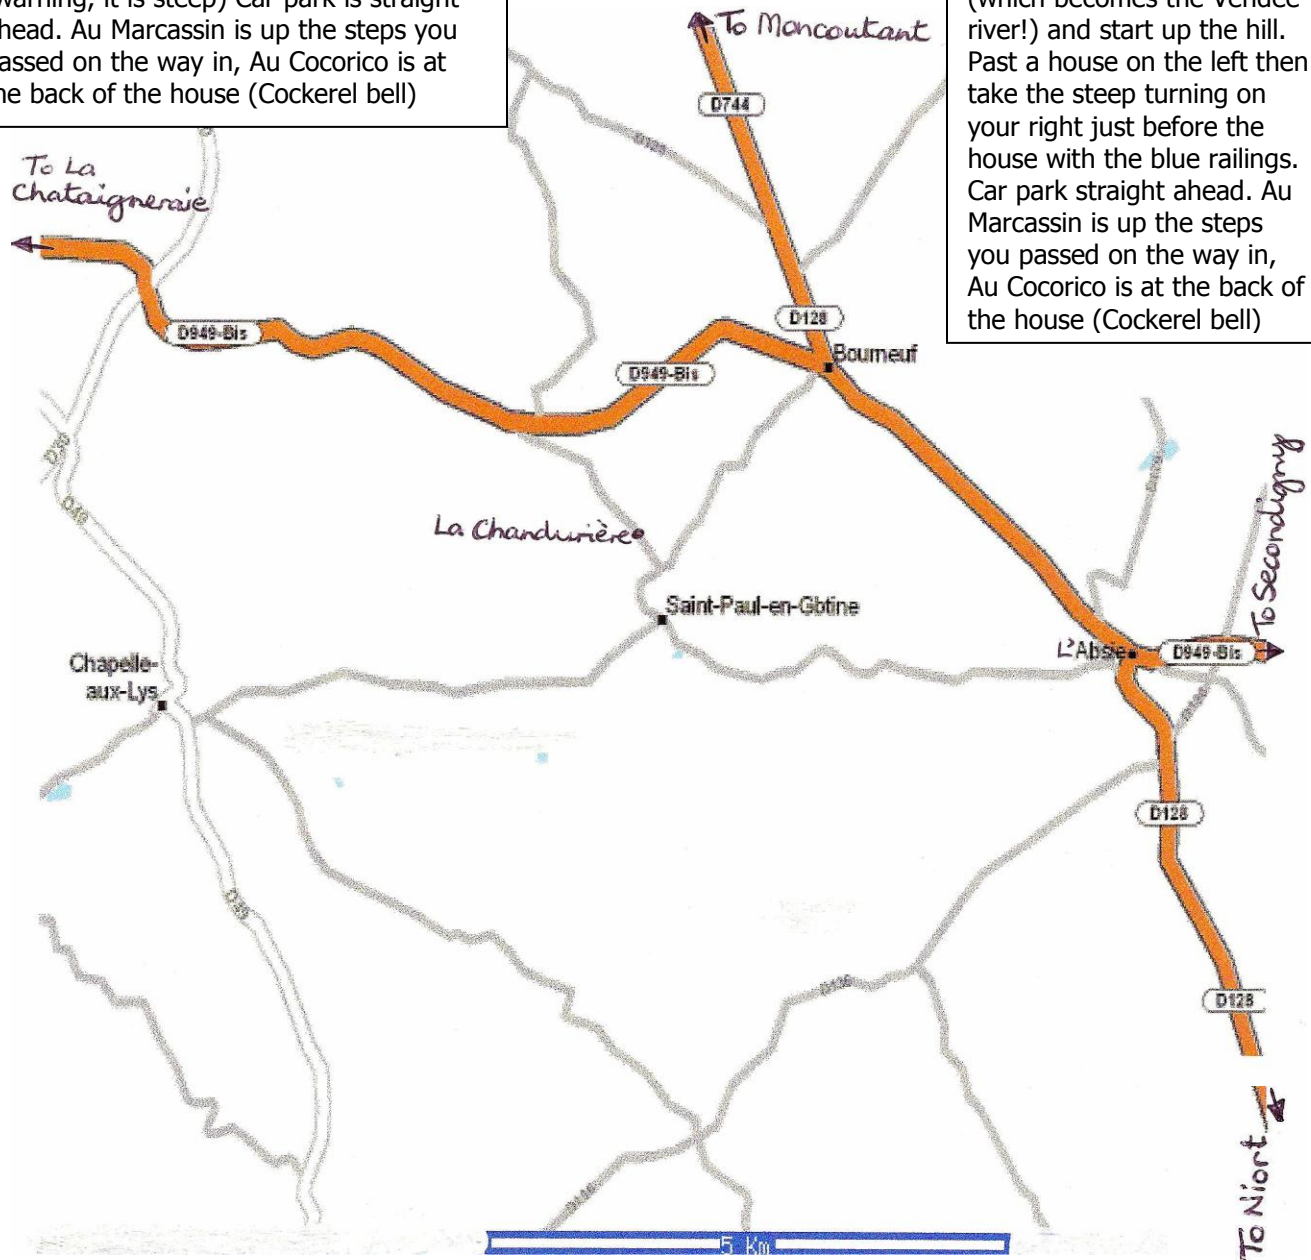 warning, it is steep) Car park is straight
ahead. Au Marcassin is up the steps you
passed on the way in, Au Cocorico is at
the back of the house (Cockerel bell)
(which becomes the Vendee
river!) and start up the hill.
Past a house on the left then
take the steep turning on
your right just before the
house with the blue railings.
Car park straight ahead. Au
Marcassin is up the steps
you passed on the way in,
Au Cocorico is at the back of
the house (Cockerel bell)
To Moncoutant
D744
To La
Chataigneraie
D949-Bis
D128
D949-Bis
Bourneuf
To Secondigny
D49
La Chandurière
Saint-Paul-en-Gbtine
L'Absie
D949-Bis
Chapelle-
aux-Lys
D128
D128
To Niort
5 Km